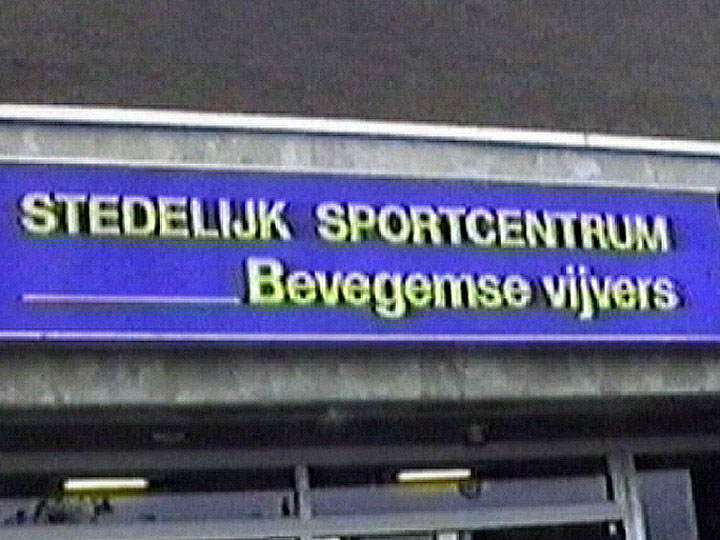 STEDELIJK SPORTCENTRUM
Bevegemse vijvers